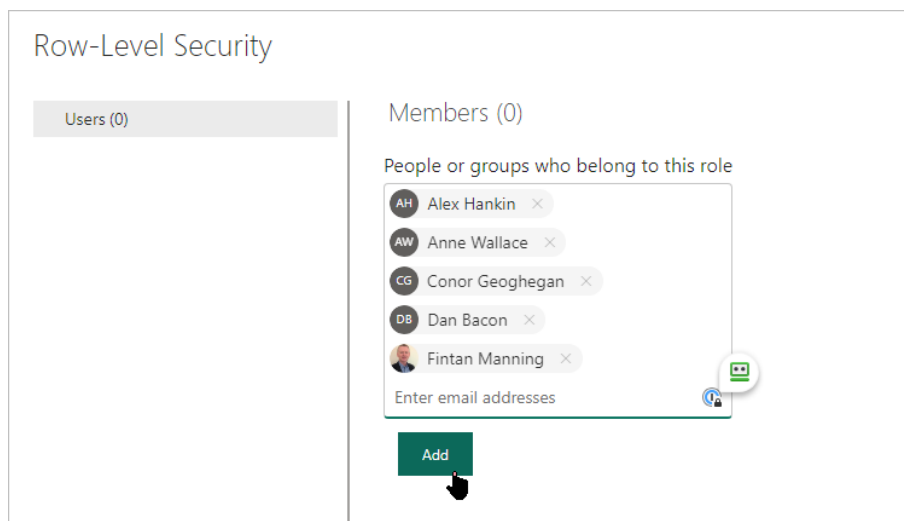 Row-Level Security
Users (0)
Members (0)
People or groups who belong to this role
AH Alex Hankin
AW Anne Wallace
CG Conor Geoghegan
DB Dan Bacon
Fintan Manning
Enter email addresses
Add